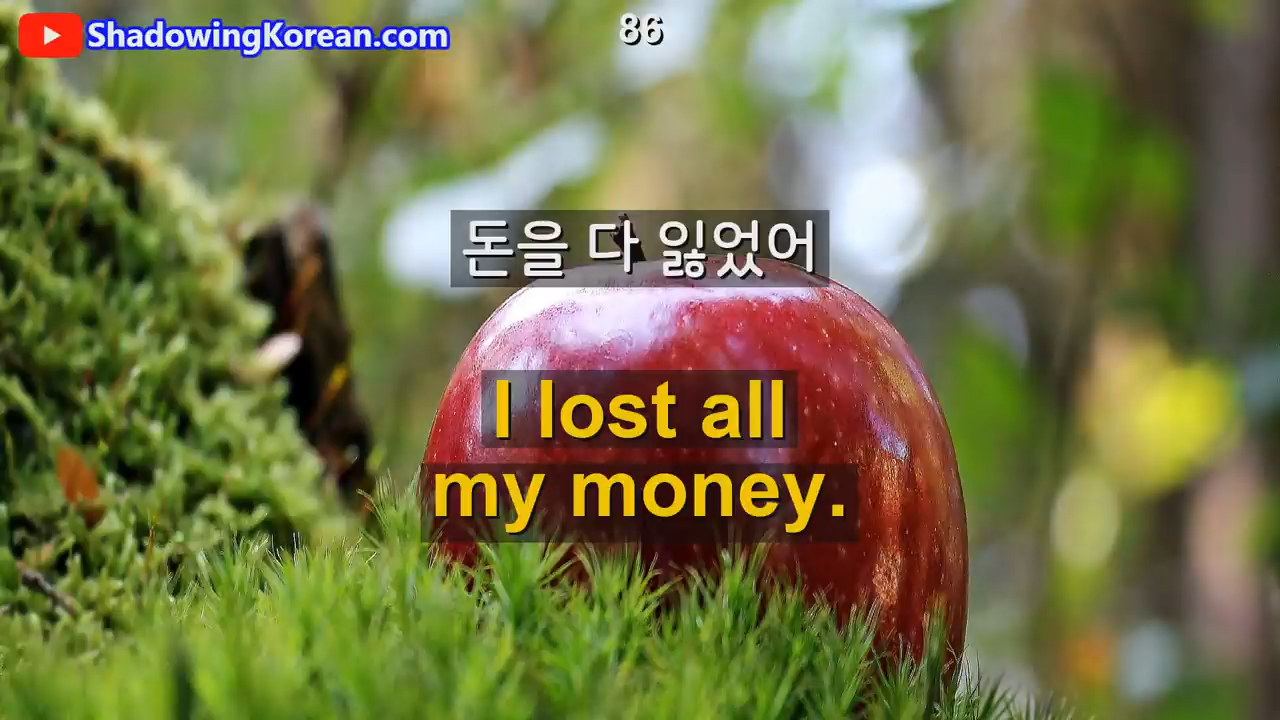 ShadowingKorean.com
86
돈을 다 잃었어
I lost all
my money.